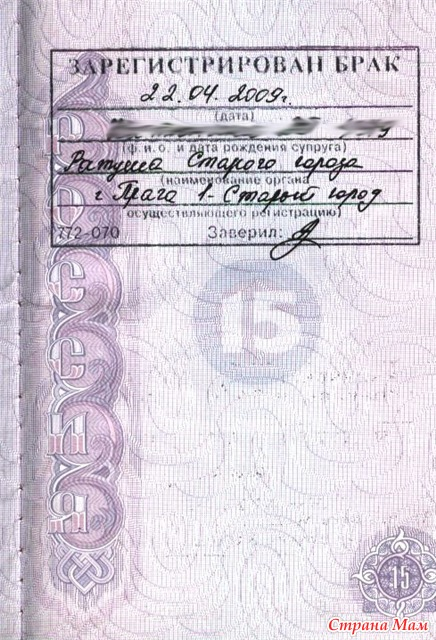 ЗАРЕГИСТРИРОВАН БРАК
22.04.2009г.
(дата)
(ф. и. о. и дата рождения супруга)
Ратуша Старого города
(наименование органа
г Прага 1- Старый город
осуществляющего регистрацию)
772-070 Заверил:
15
15
Страна Мам